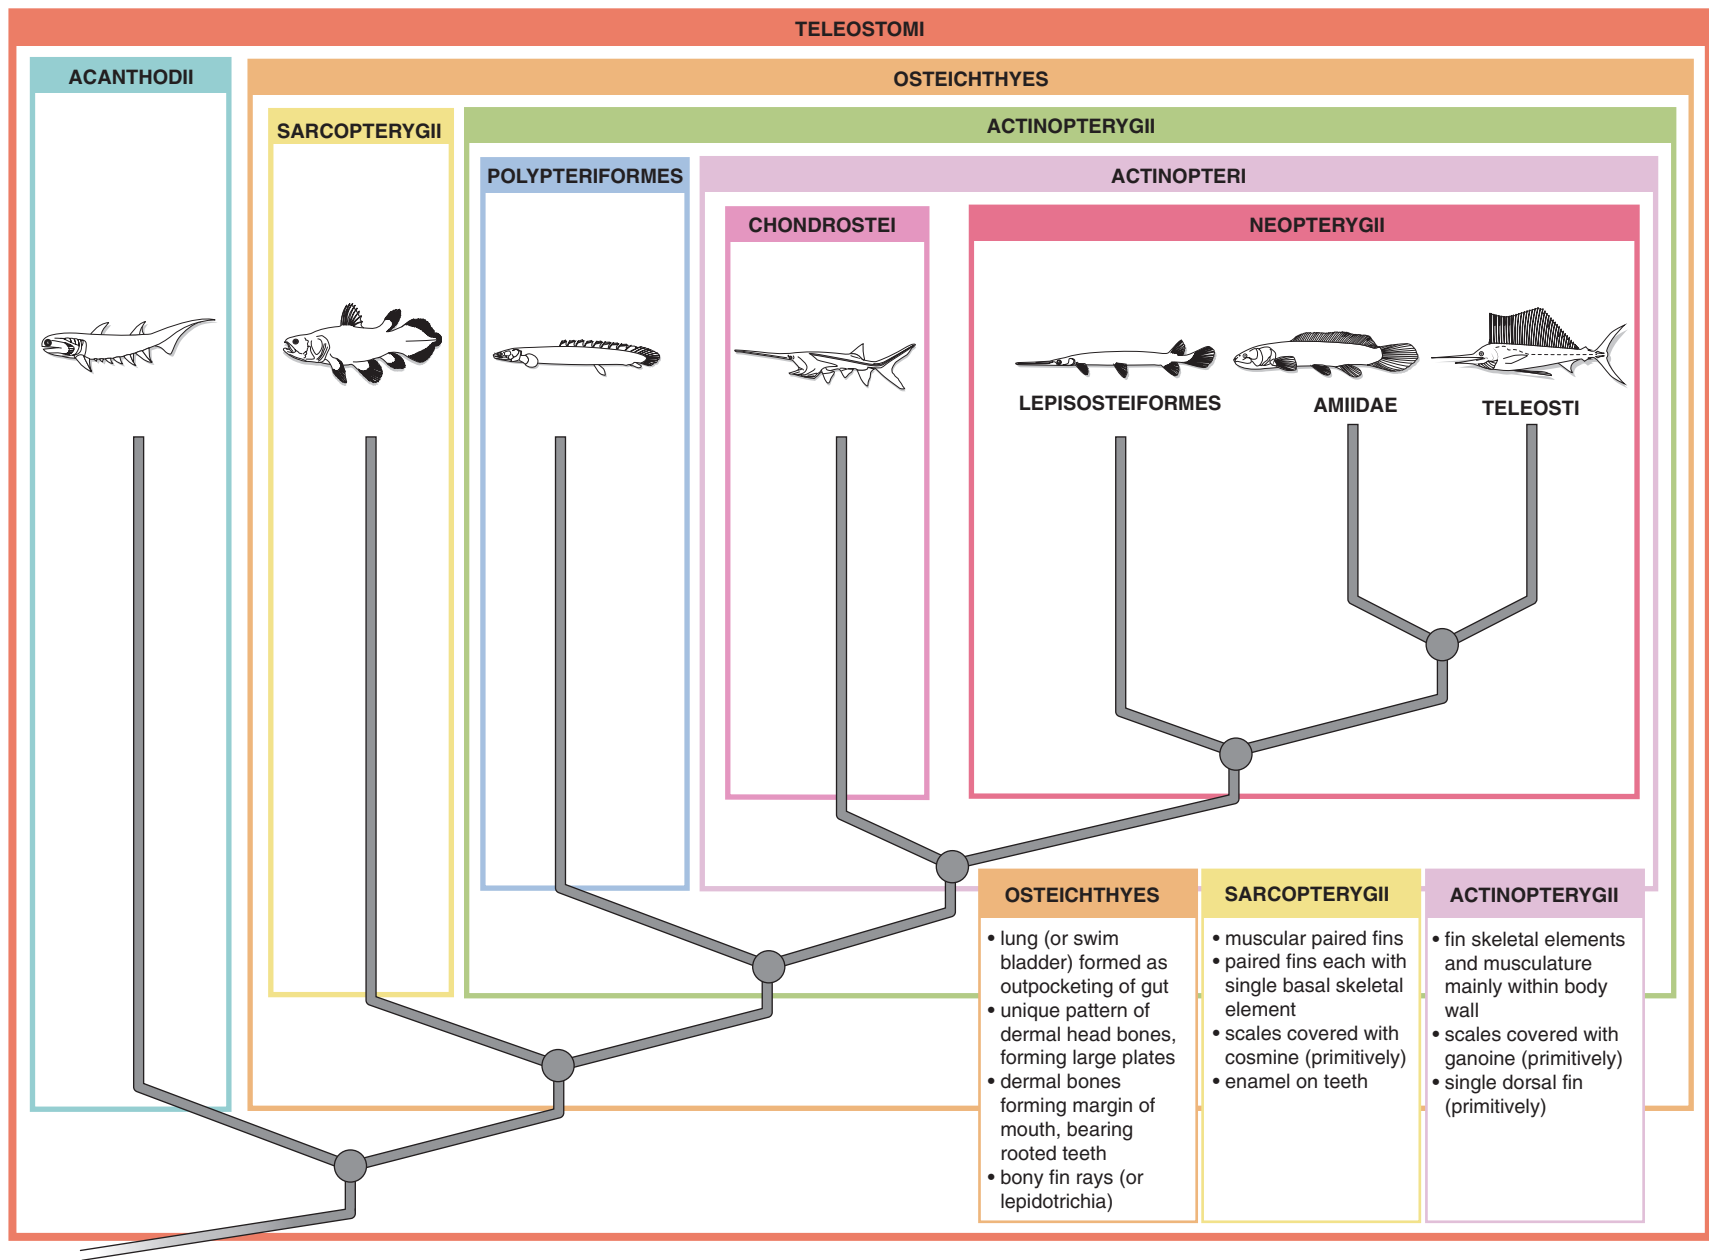 TELEOSTOMI
ACANTHODII
OSTEICHTHYES
SARCOPTERYGII
ACTINOPTERYGII
POLYPTERIFORMES
ACTINOPTERI
CHONDROSTEI
NEOPTERYGII
LEPISOSTEIFORMES
AMIIDAE
TELEOSTI
OSTEICHTHYES
• lung (or swim
bladder) formed as
outpocketing of gut
• unique pattern of
dermal head bones,
forming large plates
• dermal bones
forming margin of
mouth, bearing
rooted teeth
• bony fin rays (or
lepidotrichia)
SARCOPTERYGII
• muscular paired fins
• paired fins each with
single basal skeletal
element
• scales covered with
cosmine (primitively)
• enamel on teeth
ACTINOPTERYGII
• fin skeletal elements
and musculature
mainly within body
wall
• scales covered with
ganoine (primitively)
• single dorsal fin
(primitively)